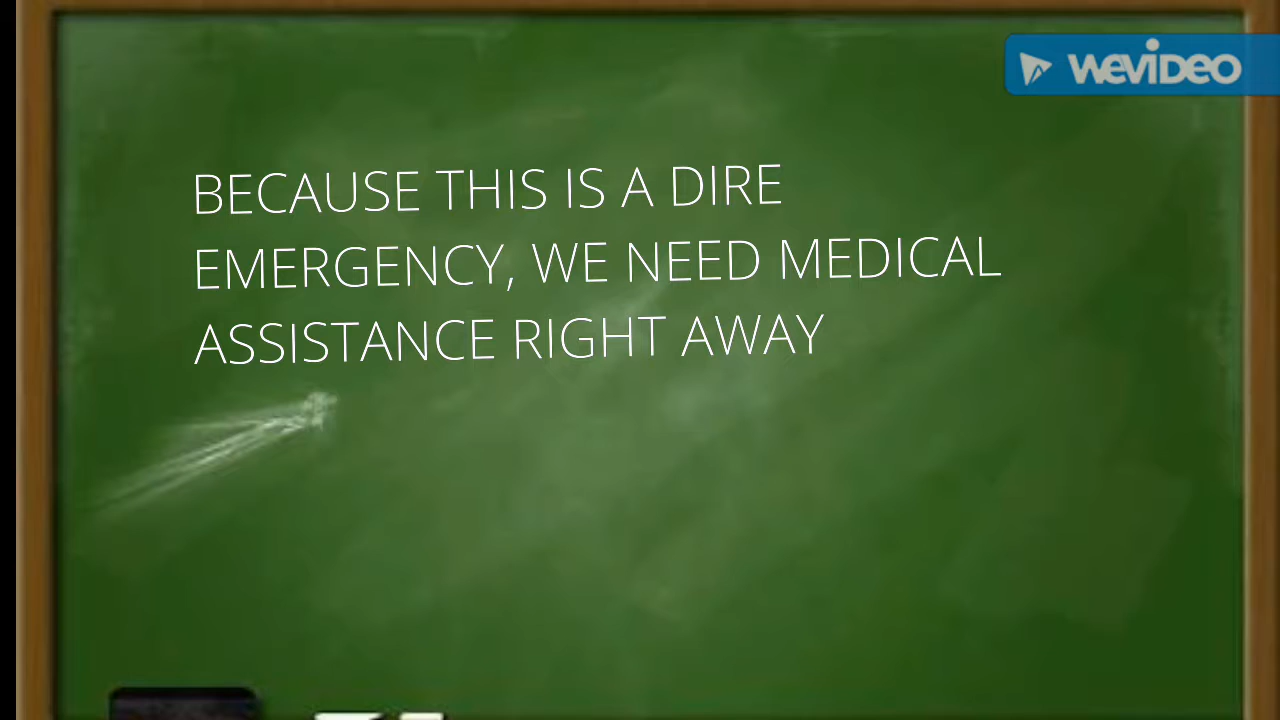 WEVIDEO
BECAUSE THIS IS A DIRE
EMERGENCY, WE NEED MEDICAL
ASSISTANCE RIGHT AWAY